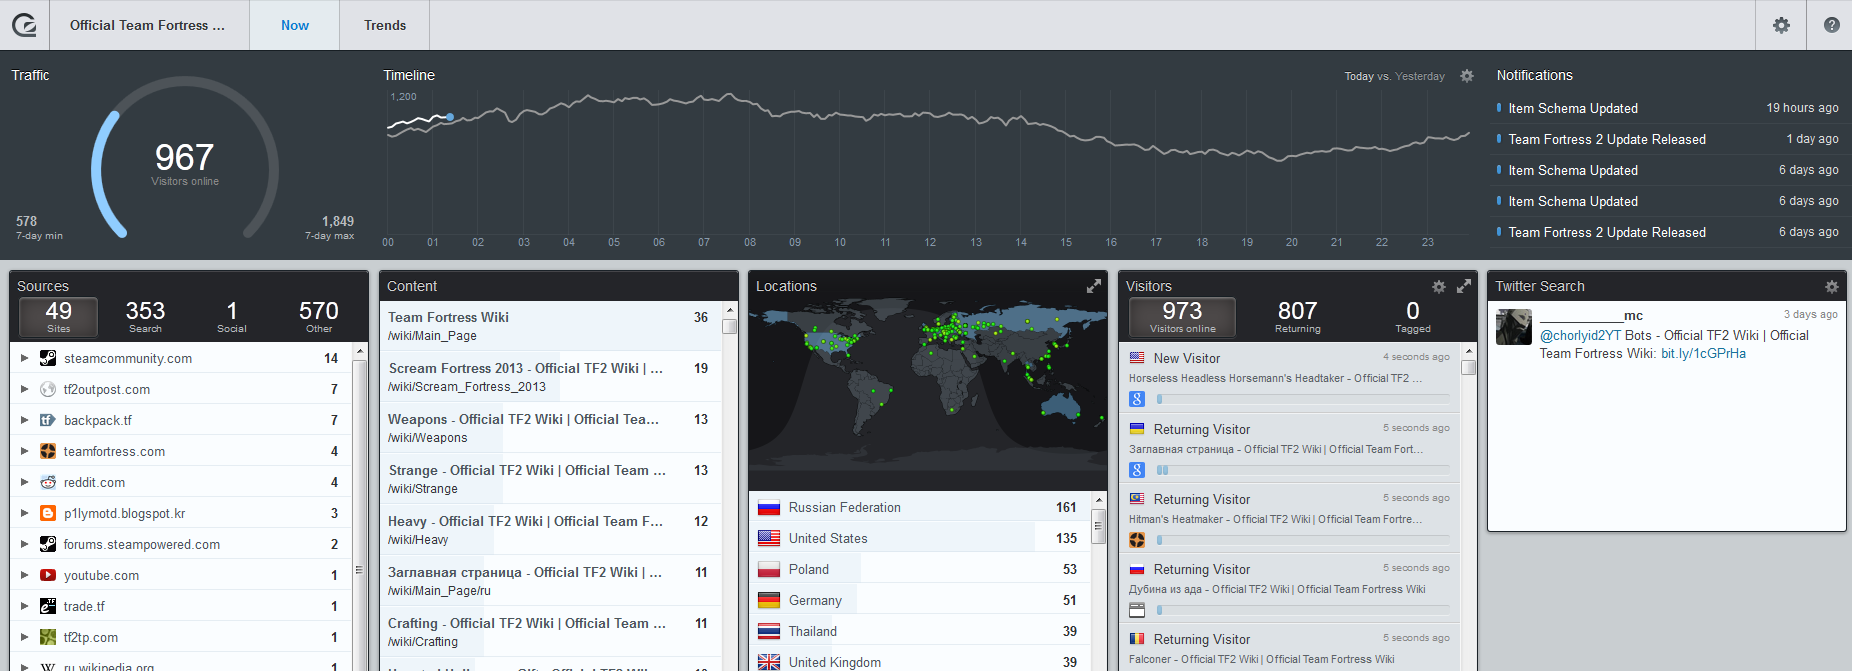 Official Team Fortress ...
Now
Trends
Traffic
967
Visitors online
578
7-day min
1,849
7-day max
Timeline
Today vs. Yesterday
1,200
00 01 02 03 04 05 06 07 08 09 10 11 12 13 14 15 16 17 18 19 20 21 22 23
Notifications
Item Schema Updated 19 hours ago
Team Fortress 2 Update Released 1 day ago
Item Schema Updated 6 days ago
Item Schema Updated 6 days ago
Team Fortress 2 Update Released 6 days ago
Sources
49 353 1 570
Sites Search Social Other
steamcommunity.com 14
tf2outpost.com 7
backpack.tf 7
teamfortress.com 4
reddit.com 4
p1lymotd.blogspot.kr 3
forums.steampowered.com 2
youtube.com 1
trade.tf 1
tf2tp.com 1
ru.wikipedia.org 1
Content
Team Fortress Wiki 36
/wiki/Main_Page
Scream Fortress 2013 - Official TF2 Wiki | ... 19
/wiki/Scream_Fortress_2013
Weapons - Official TF2 Wiki | Official Tea... 13
/wiki/Weapons
Strange - Official TF2 Wiki | Official Team ... 13
/wiki/Strange
Heavy - Official TF2 Wiki | Official Team F... 12
/wiki/Heavy
Заглавная страница - Official TF2 Wiki | ... 11
/wiki/Main_Page/ru
Crafting - Official TF2 Wiki | Official Team ... 11
/wiki/Crafting
Locations
Russian Federation 161
United States 135
Poland 53
Germany 51
Thailand 39
United Kingdom 39
Visitors
973 807 0
Visitors online Returning Tagged
New Visitor 4 seconds ago
Horseless Headless Horsemann's Headtaker - Official TF2 ...
Returning Visitor 5 seconds ago
Заглавная страница - Official TF2 Wiki | Official Team Fort...
Returning Visitor 5 seconds ago
Hitman's Heatmaker - Official TF2 Wiki | Official Team Fortre...
Returning Visitor 5 seconds ago
Дубина из ада - Official TF2 Wiki | Official Team Fortress Wiki
Returning Visitor 5 seconds ago
Falconer - Official TF2 Wiki | Official Team Fortress Wiki
Twitter Search
____________mc 3 days ago
@chorlyid2YT Bots - Official TF2 Wiki | Official
Team Fortress Wiki: bit.ly/1cGPrHa